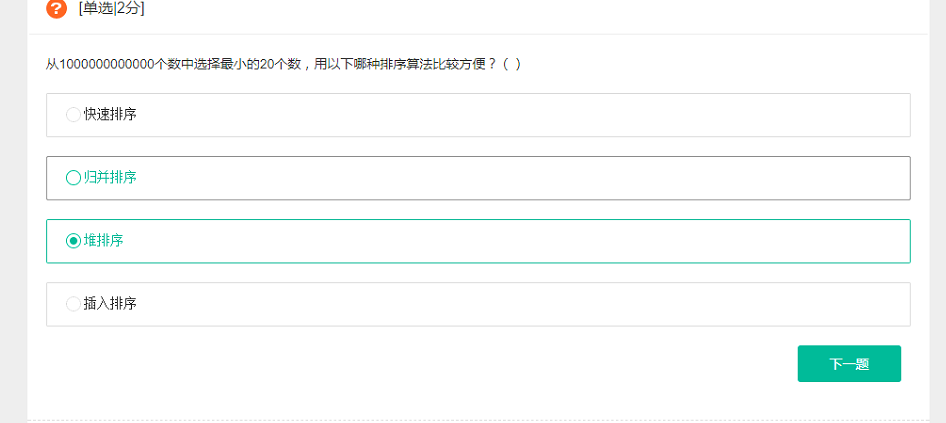 ? [单选|2分]
从1000000000000个数中选择最小的20个数，用以下哪种排序算法比较方便？（ ）
快速排序
归并排序
堆排序
插入排序
下一题